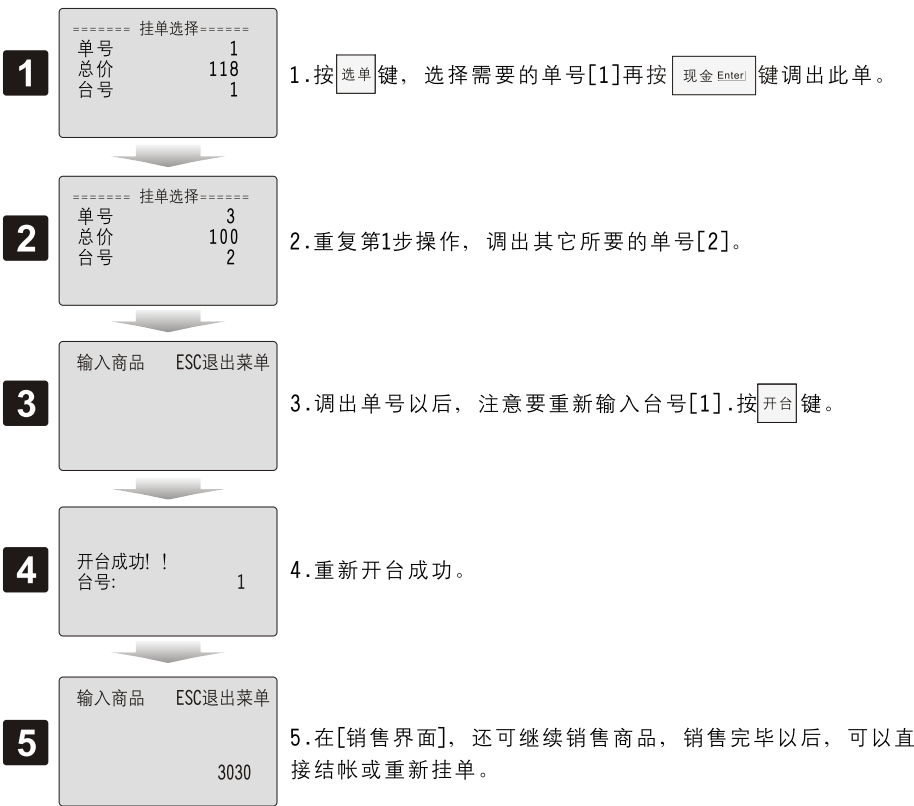 ======= 挂单选择======
单号 1
总价 118
台号 1
1
1.按 选单 键，选择需要的单号[1]再按 现金 Enter 键调出此单。
======= 挂单选择======
单号 3
总价 100
台号 2
2
2.重复第1步操作，调出其它所要的单号[2]。
输入商品 ESC退出菜单
3
3.调出单号以后，注意要重新输入台号[1].按 开台 键。
开台成功!!
台号: 1
4
4.重新开台成功。
输入商品 ESC退出菜单
3030
5
5.在[销售界面]，还可继续销售商品，销售完毕以后，可以直
接结帐或重新挂单。